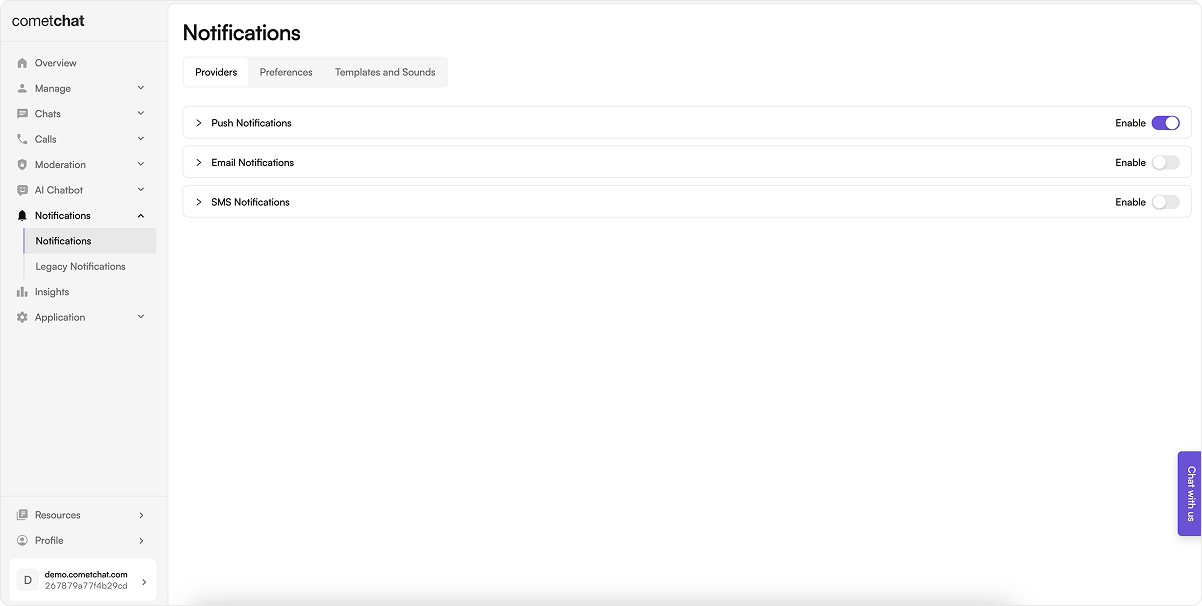 cometchat
Overview
Manage
Chats
Calls
Moderation
AI Chatbot
Notifications
Notifications
Legacy Notifications
Insights
Application
Resources
Profile
D
demo.cometchat.com
267879a77f4b29cd
Notifications
Providers Preferences Templates and Sounds
Push Notifications Enable
Email Notifications Enable
SMS Notifications Enable
Chat with us